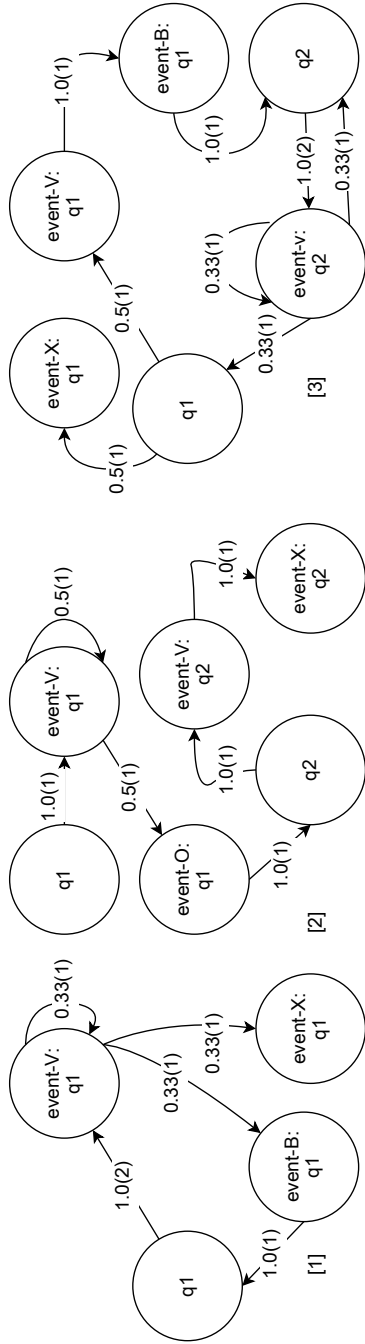 q1
1.0(2)
event-V:
q1
0.33(1)
0.33(1)
0.33(1)
event-B:
q1
1.0(1)
event-X:
q1
[1]
q1
1.0(1)
event-V:
q1
0.5(1)
0.5(1)
event-O:
q1
1.0(1)
q2
1.0(1)
event-V:
q2
1.0(1)
event-X:
q2
[2]
event-X:
q1
0.5(1)
q1
0.5(1)
event-V:
q1
1.0(1)
event-B:
q1
1.0(1)
q2
1.0(2)
0.33(1)
event-v:
q2
0.33(1)
0.33(1)
[3]